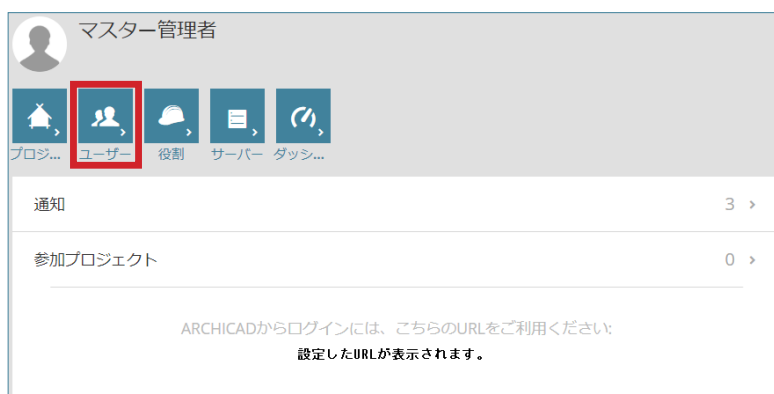 マスター管理者
プロジ... ユーザー 役割 サーバー ダッシ...
通知 3
参加プロジェクト 0
ARCHICADからログインには、こちらのURLをご利用ください:
設定したURLが表示されます。